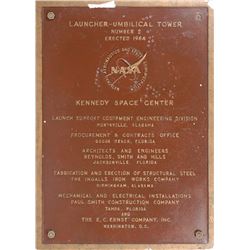 LAUNCHER-UMBILICAL TOWER
NUMBER 2
ERECTED 1964
NASA
KENNEDY SPACE CENTER
LAUNCH SUPPORT EQUIPMENT ENGINEERING DIVISION
HUNTSVILLE, ALABAMA
PROCUREMENT & CONTRACTS OFFICE
COCOA BEACH, FLORIDA
ARCHITECTS AND ENGINEERS
REYNOLDS, SMITH AND HILLS
JACKSONVILLE, FLORIDA
FABRICATION AND ERECTION OF STRUCTURAL STEEL
THE INGALLS IRON WORKS COMPANY
BIRMINGHAM, ALABAMA
MECHANICAL AND ELECTRICAL INSTALLATIONS
PAUL SMITH CONSTRUCTION COMPANY
TAMPA, FLORIDA
AND
THE E. C. ERNST COMPANY, INC.
WASHINGTON, D.C.